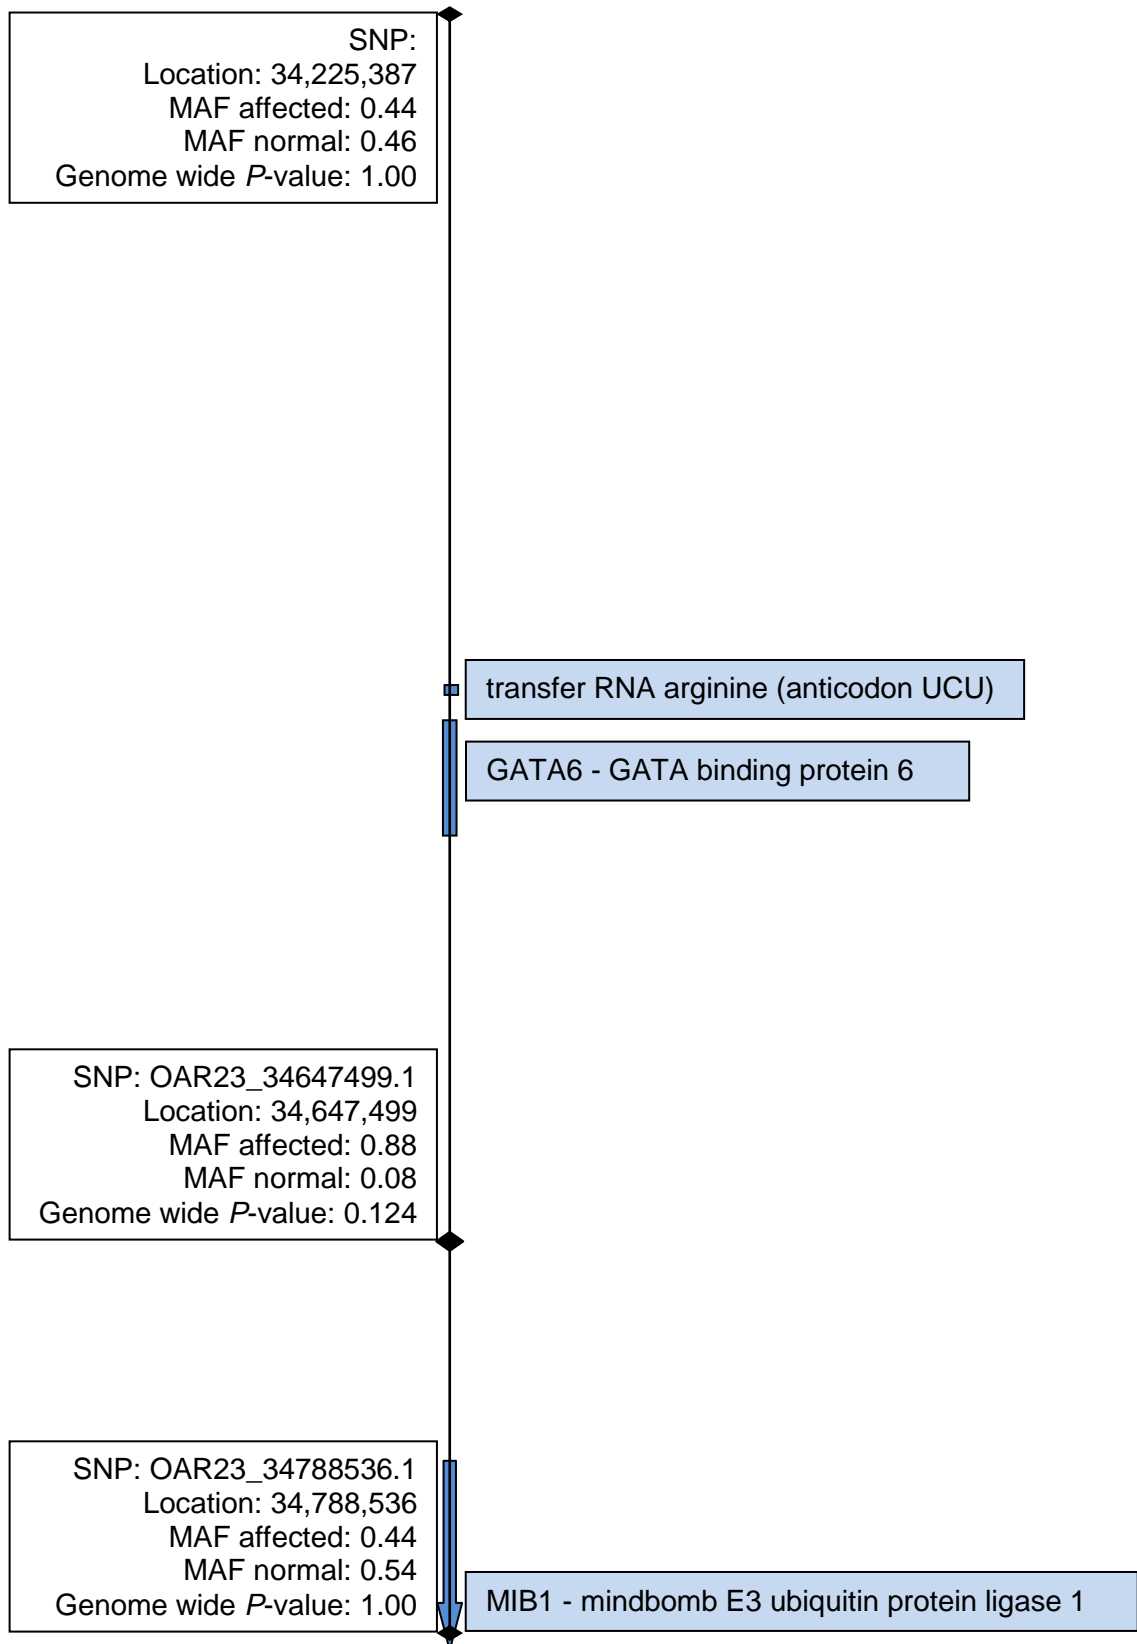 SNP:
Location: 34,225,387
MAF affected: 0.44
MAF normal: 0.46
Genome wide P-value: 1.00
transfer RNA arginine (anticodon UCU)
GATA6 - GATA binding protein 6
SNP: OAR23_34647499.1
Location: 34,647,499
MAF affected: 0.88
MAF normal: 0.08
Genome wide P-value: 0.124
SNP: OAR23_34788536.1
Location: 34,788,536
MAF affected: 0.44
MAF normal: 0.54
Genome wide P-value: 1.00
MIB1 - mindbomb E3 ubiquitin protein ligase 1